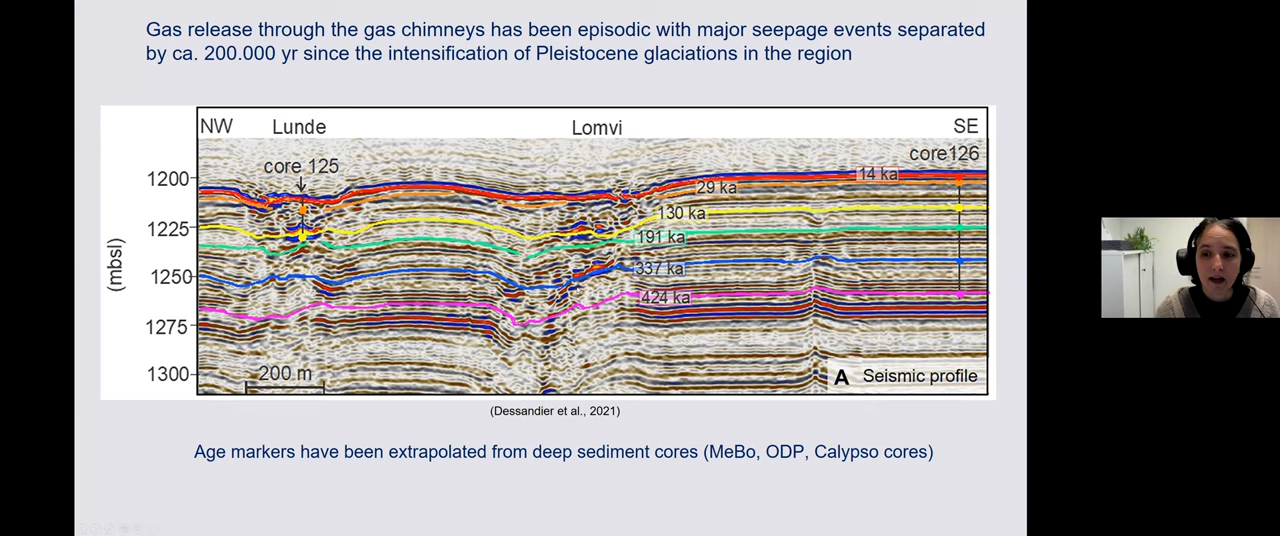 Gas release through the gas chimneys has been episodic with major seepage events separated
by ca. 200.000 yr since the intensification of Pleistocene glaciations in the region
NW Lunde Lomvi SE
core 125 core126
1200
1225
1250
1275
1300
(mbsl)
14 ka
29 ka
130 ka
191 ka
337 ka
424 ka
200 m
A Seismic profile
(Dessandier et al., 2021)
Age markers have been extrapolated from deep sediment cores (MeBo, ODP, Calypso cores)